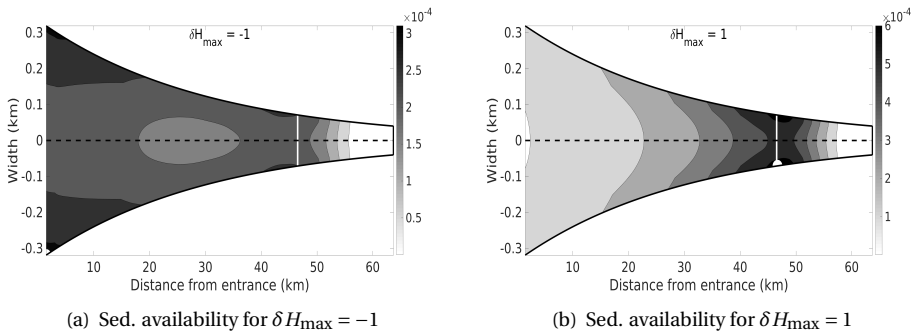 ×10⁻⁴
δH_max = -1
0.3
0.2
0.1
0
-0.1
-0.2
-0.3
Width (km)
10 20 30 40 50 60
Distance from entrance (km)
3
2.5
2
1.5
1
0.5
(a) Sed. availability for δH_max = −1
×10⁻⁴
δH_max = 1
0.3
0.2
0.1
0
-0.1
-0.2
-0.3
Width (km)
10 20 30 40 50 60
Distance from entrance (km)
6
5
4
3
2
1
(b) Sed. availability for δH_max = 1